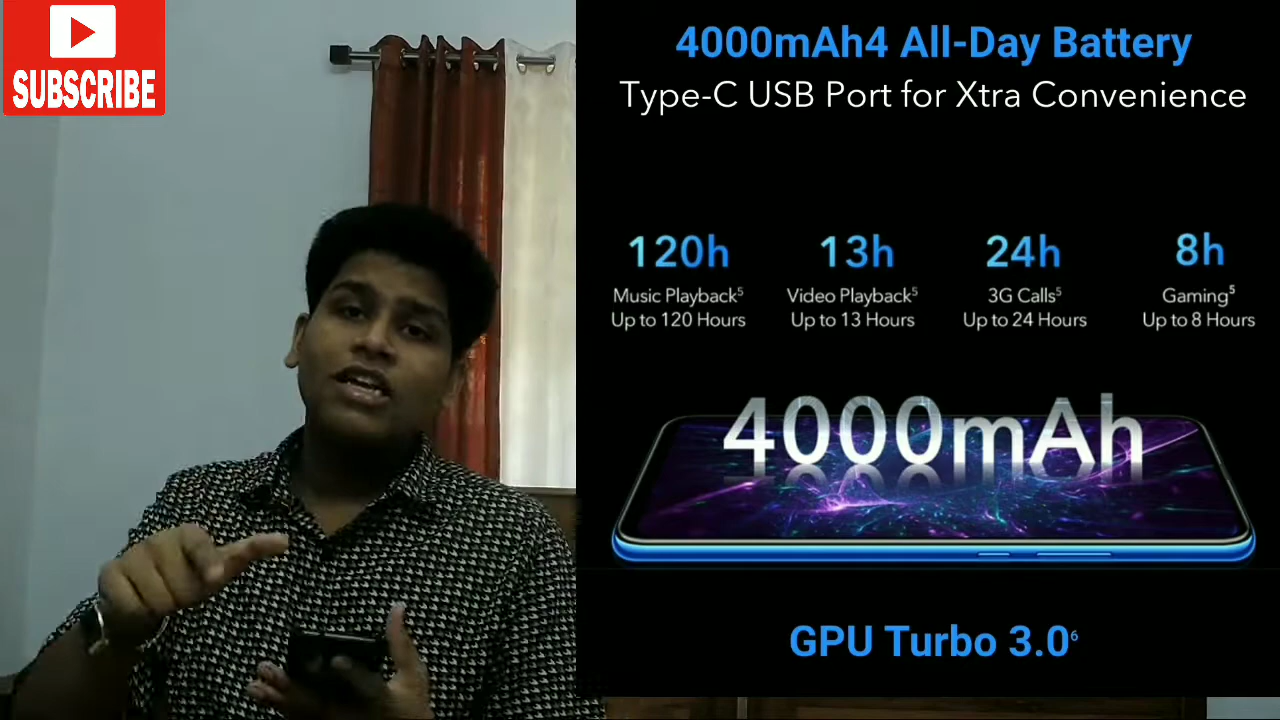 SUBSCRIBE
4000mAh4 All-Day Battery
Type-C USB Port for Xtra Convenience
120h
Music Playback⁵
Up to 120 Hours
13h
Video Playback⁵
Up to 13 Hours
24h
3G Calls⁵
Up to 24 Hours
8h
Gaming⁵
Up to 8 Hours
4000mAh
GPU Turbo 3.0⁶